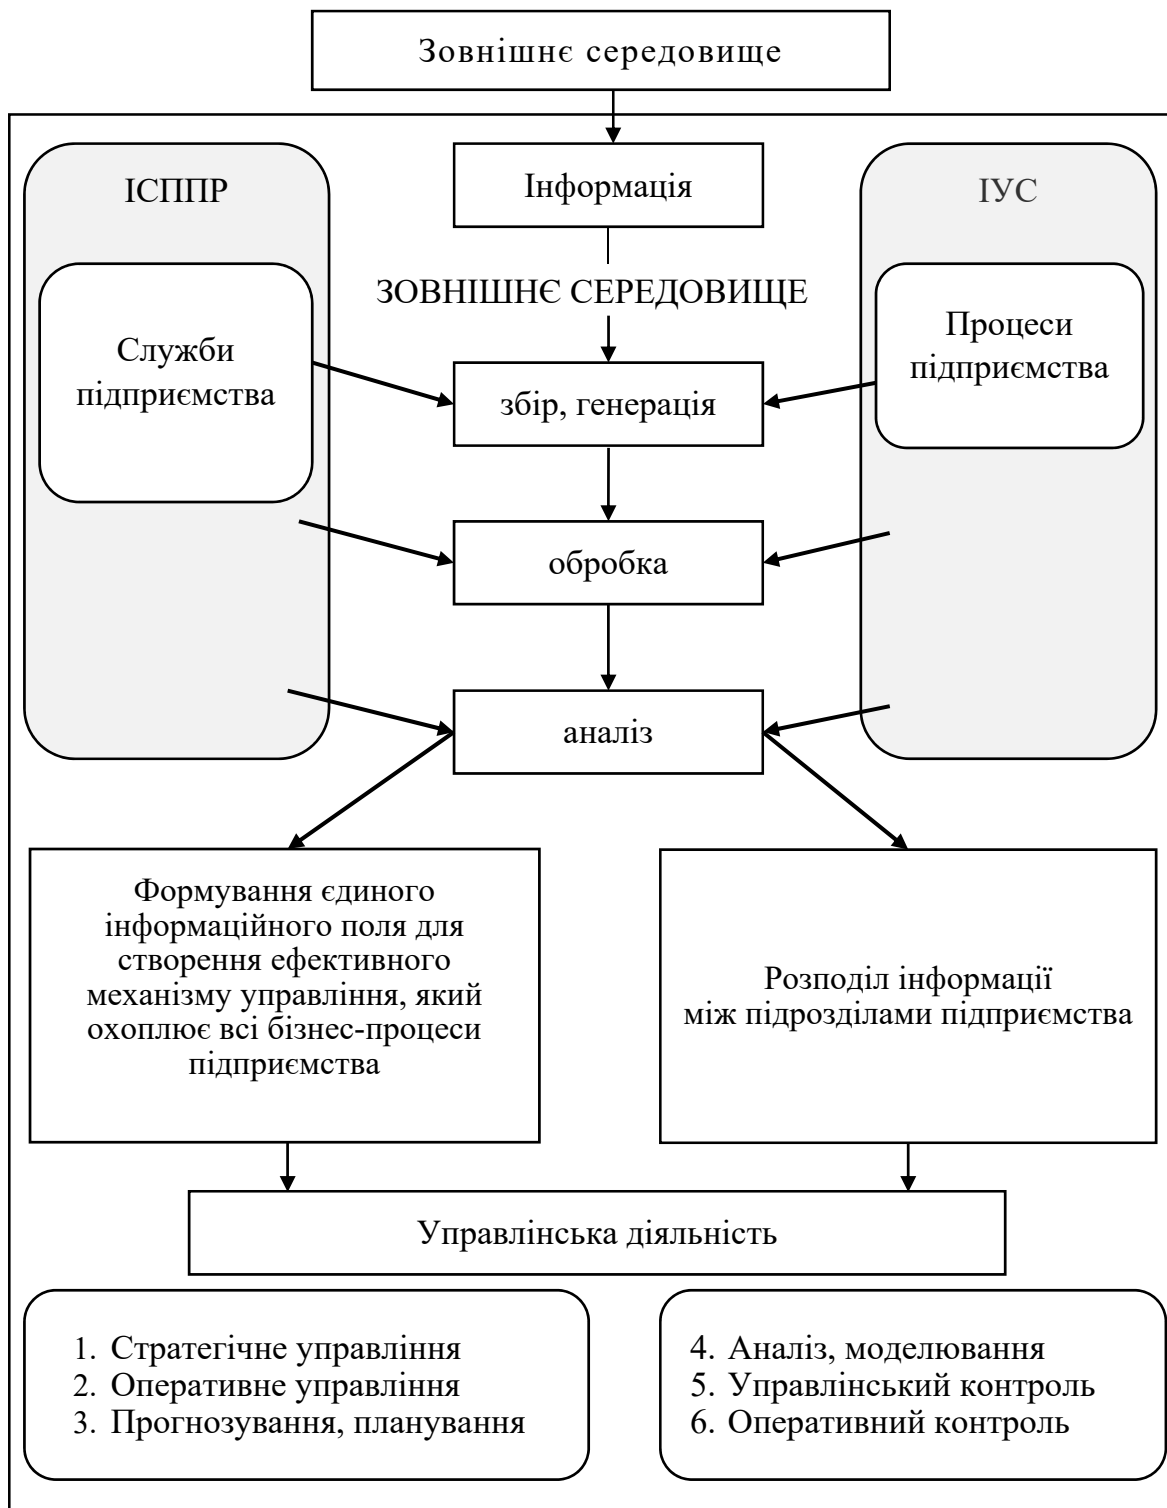 Зовнішнє середовище
ІСППР
Інформація
ІУС
ЗОВНІШНЄ СЕРЕДОВИЩЕ
Служби
підприємства
Процеси
підприємства
збір, генерація
обробка
аналіз
Формування єдиного
інформаційного поля для
створення ефективного
механізму управління, який
охоплює всі бізнес-процеси
підприємства
Розподіл інформації
між підрозділами підприємства
Управлінська діяльність
1. Стратегічне управління
2. Оперативне управління
3. Прогнозування, планування
4. Аналіз, моделювання
5. Управлінський контроль
6. Оперативний контроль